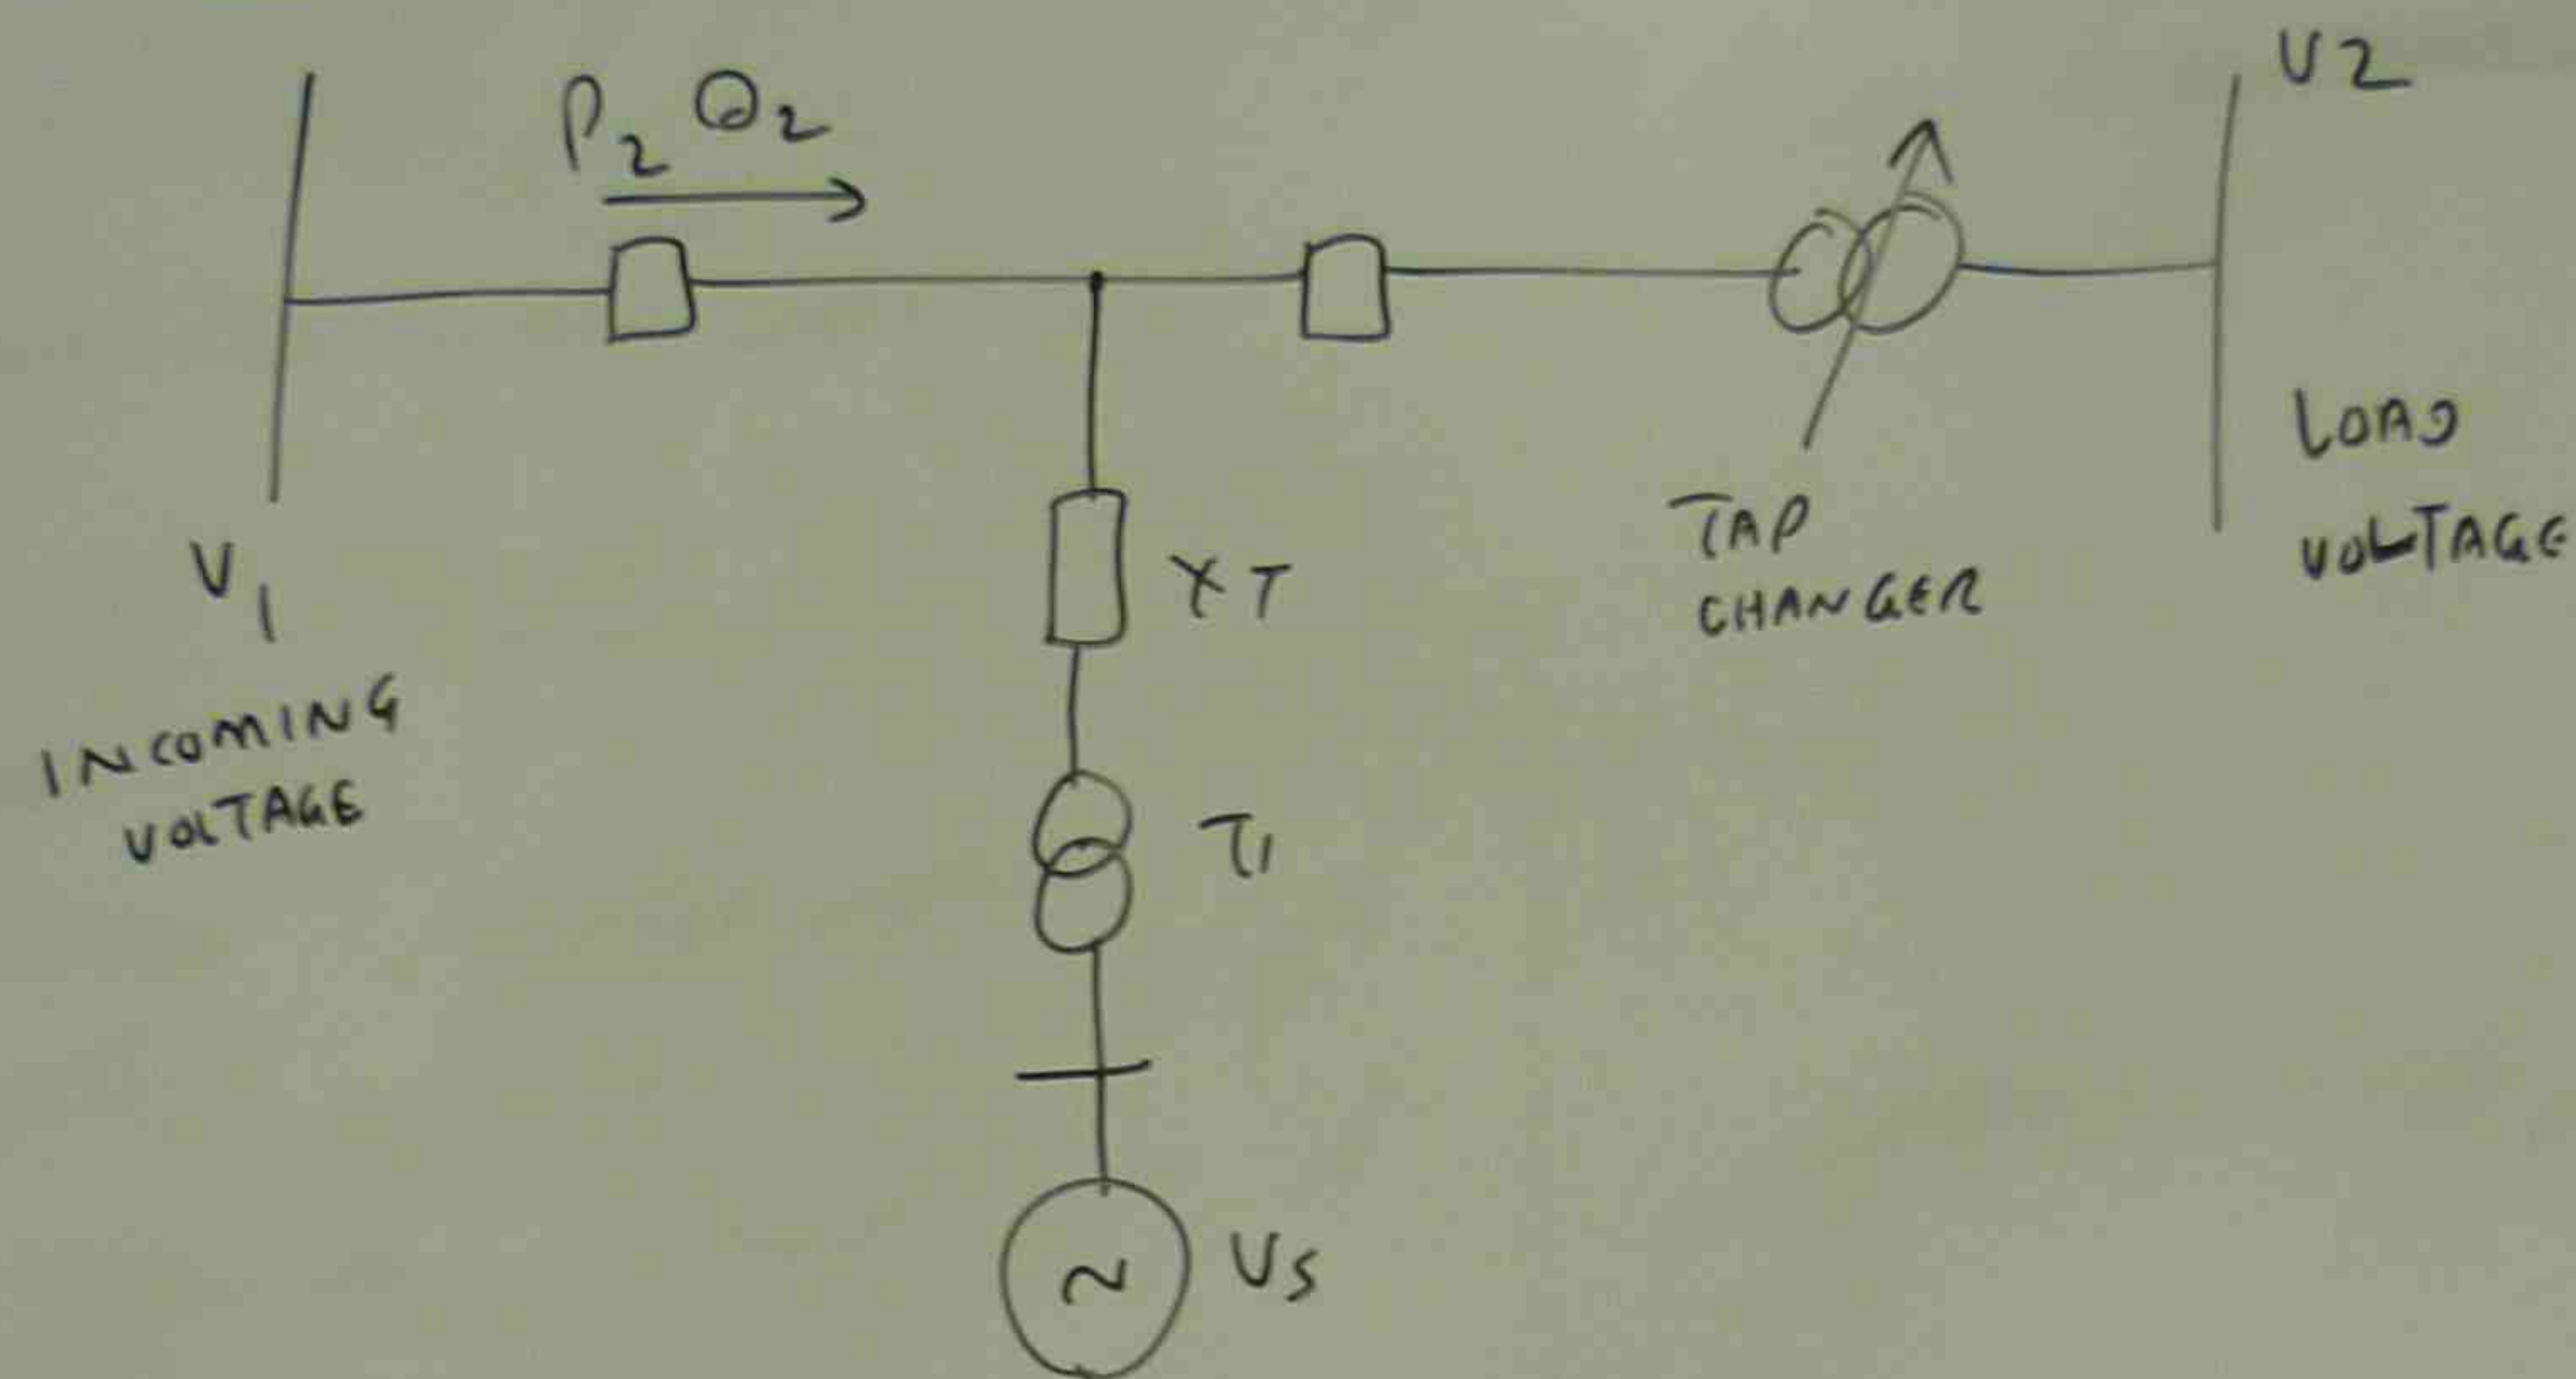 P2 Q2
V2
V1
INCOMING
VOLTAGE
XT
TAP
CHANGER
LOAD
VOLTAGE
T1
~
VS